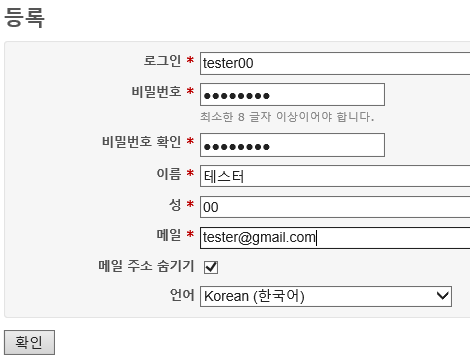 등록
로그인 * tester00
비밀번호 * ●●●●●●●●
최소한 8 글자 이상이어야 합니다.
비밀번호 확인 * ●●●●●●●●
이름 * 테스터
성 * 00
메일 * tester@gmail.com
메일 주소 숨기기
언어 Korean (한국어)
확인